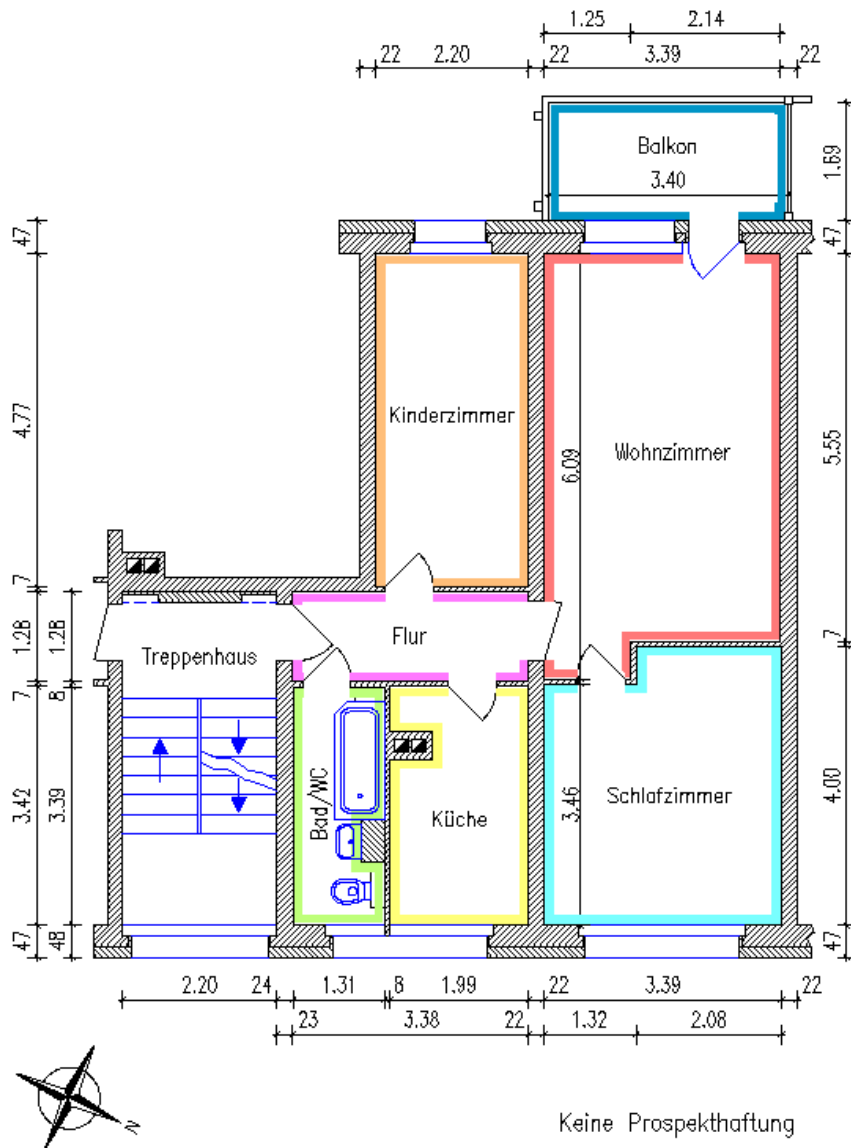 1.25 2.14
22 2.20 22 3.39 22
Balkon
3.40
1.69
47 47
Kinderzimmer
4.77
Wohnzimmer
6.09
5.55
7
1.28 1.28
Treppenhaus
Flur
7
7 8
3.42 3.39
Bad/WC
Küche
3.46
Schlafzimmer
4.00
47 48 47
2.20 24 1.31 8 1.99 22 3.39 22
23 3.38 22 1.32 2.08
N
Keine Prospekthaftung